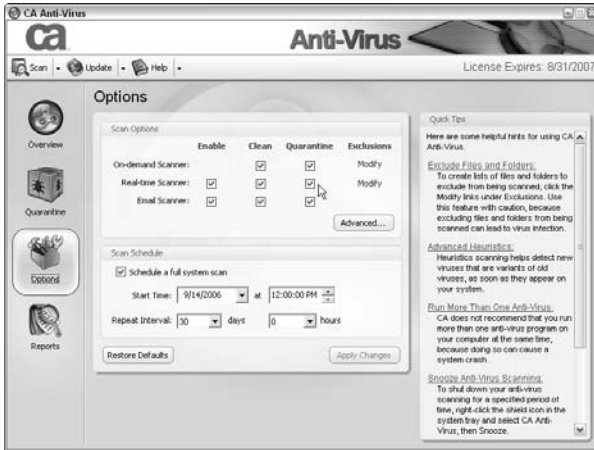 CA Anti-Virus
ca
Anti-Virus
Scan
Update
Help
License Expires: 8/31/2007
Overview
Quarantine
Options
Reports
Options
Scan Options
Enable Clean Quarantine Exclusions
On-demand Scanner: Modify
Real-time Scanner: Modify
Email Scanner:
Advanced...
Scan Schedule
Schedule a full system scan
Start Time: 9/14/2006 at 12:00:00 PM
Repeat Interval: 30 days 0 hours
Restore Defaults
Apply Changes
Quick Tips
Here are some helpful hints for using CA
Anti-Virus.
Exclude Files and Folders:
To create lists of files and folders to
exclude from being scanned, click the
Modify links under Exclusions. Use
this feature with caution, because
excluding files and folders from being
scanned can lead to virus infection.
Advanced Heuristics:
Heuristics scanning helps detect new
viruses that are variants of old
viruses, as soon as they appear on
your system.
Run More Than One Anti-Virus:
CA does not recommend that you run
more than one anti-virus program on
your computer at the same time,
because doing so can cause a
system crash.
Snooze Anti-Virus Scanning:
To shut down your anti-virus
scanning for a specified period of
time, right-click the shield icon in the
system tray and select CA Anti-
Virus, then Snooze.